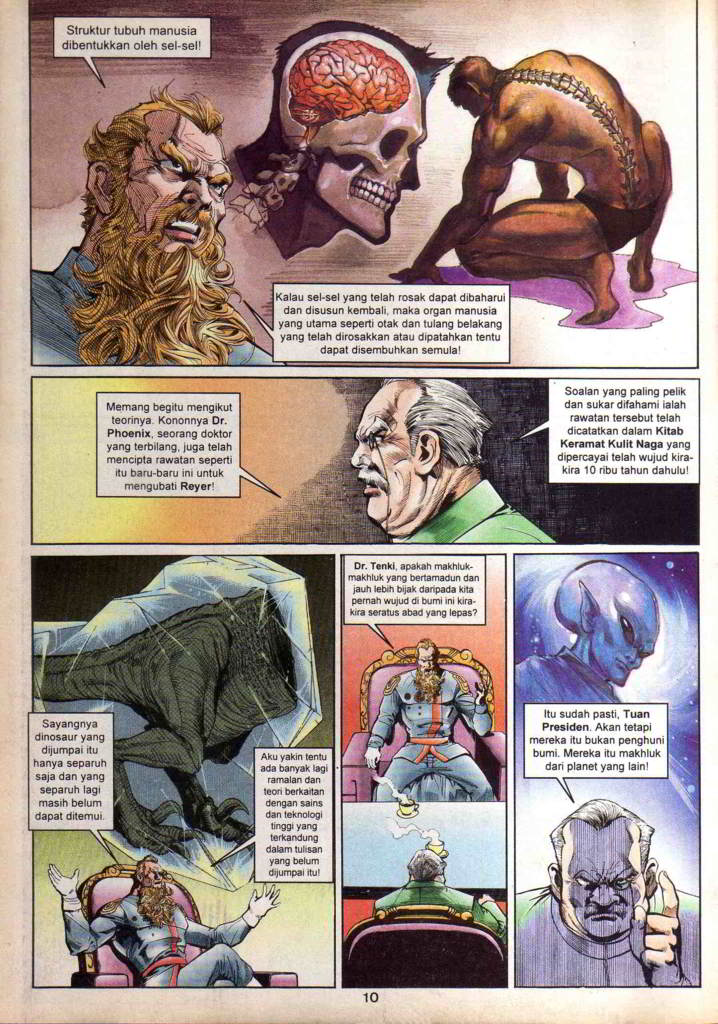 Struktur tubuh manusia
dibentukkan oleh sel-sel!
Kalau sel-sel yang telah rosak dapat dibaharui
dan disusun kembali, maka organ manusia
yang utama seperti otak dan tulang belakang
yang telah dirosakkan atau dipatahkan tentu
dapat disembuhkan semula!
Memang begitu mengikut
teorinya. Kononnya Dr.
Phoenix, seorang doktor
yang terbilang, juga telah
mencipta rawatan seperti
itu baru-baru ini untuk
mengubati Reyer!
Soalan yang paling pelik
dan sukar difahami ialah
rawatan tersebut telah
dicatatkan dalam Kitab
Keramat Kulit Naga yang
dipercayai telah wujud kira-
kira 10 ribu tahun dahulu!
Sayangnya
dinosaur yang
dijumpai itu
hanya separuh
saja dan yang
separuh lagi
masih belum
dapat ditemui.
Aku yakin tentu
ada banyak lagi
ramalan dan
teori berkaitan
dengan sains
dan teknologi
tinggi yang
terkandung
dalam tulisan
yang belum
dijumpai itu!
Dr. Tenki, apakah makhluk-
makhluk yang bertamadun dan
jauh lebih bijak daripada kita
pernah wujud di bumi ini kira-
kira seratus abad yang lepas?
Itu sudah pasti, Tuan
Presiden. Akan tetapi
mereka itu bukan penghuni
bumi. Mereka itu makhluk
dari planet yang lain!
10